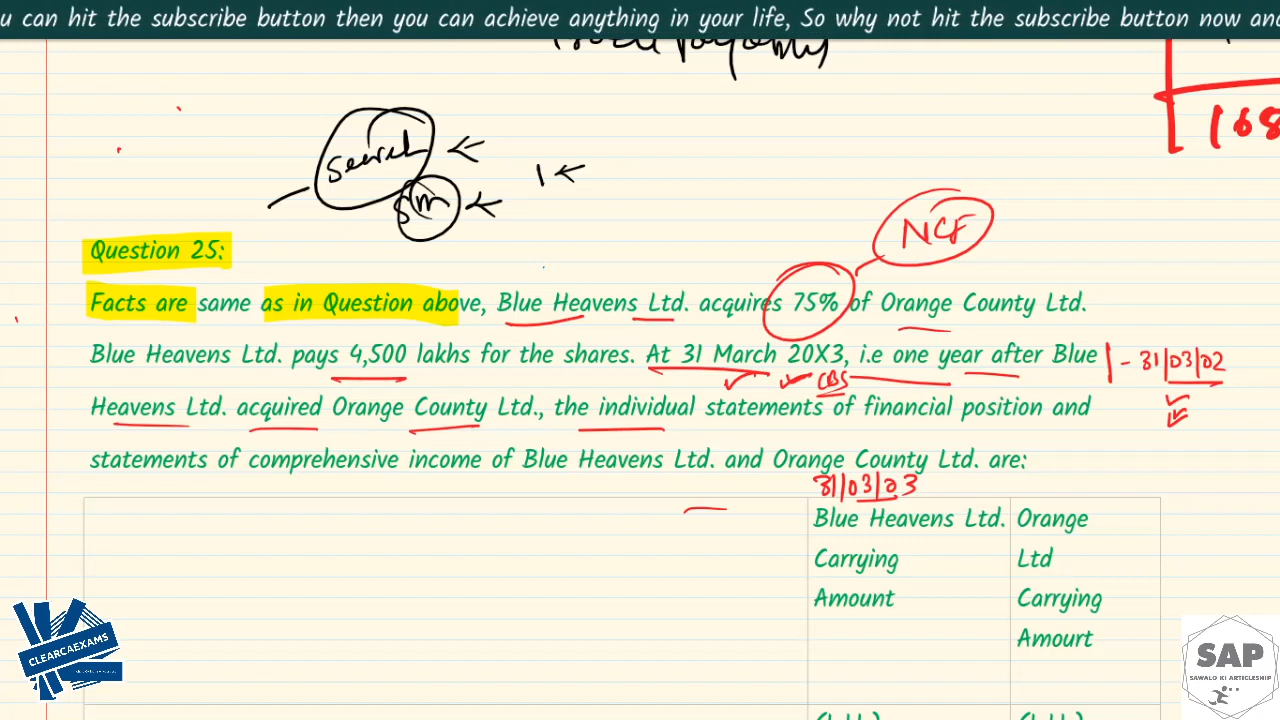 u can hit the subscribe button then you can achieve anything in your life, So why not hit the subscribe button now and
168
Search
Sm
1
NCF
Question 25:
Facts are same as in Question above, Blue Heavens Ltd. acquires 75% of Orange County Ltd.
Blue Heavens Ltd. pays 4,500 lakhs for the shares. At 31 March 20X3, i.e one year after Blue
1 - 31/03/02
CBS
Heavens Ltd. acquired Orange County Ltd., the individual statements of financial position and
statements of comprehensive income of Blue Heavens Ltd. and Orange County Ltd. are:
31/03/03
Blue Heavens Ltd. Orange
Carrying Ltd
Amount Carrying
Amourt
CLEARCAEXAMS
SAP
SAWALO KI ARTICLESHIP